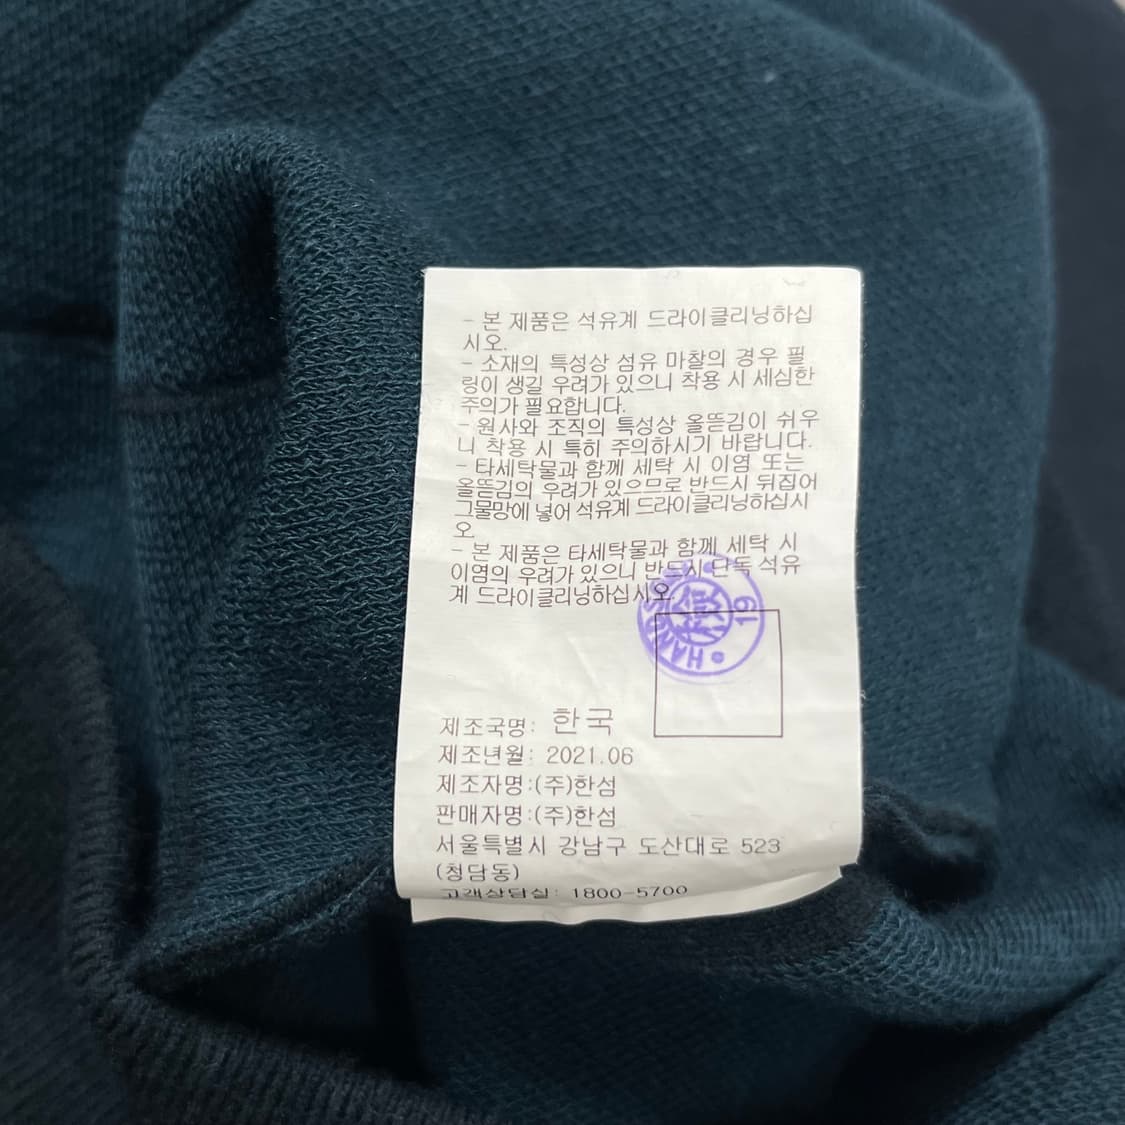 - 본 제품은 석유계 드라이클리닝하십
시오.
- 소재의 특성상 섬유 마찰의 경우 필
링이 생길 우려가 있으니 착용 시 세심한
주의가 필요합니다.
- 원사와 조직의 특성상 올뜯김이 쉬우
니 착용 시 특히 주의하시기 바랍니다.
- 타세탁물과 함께 세탁 시 이염 또는
올뜯김의 우려가 있으므로 반드시 뒤집어
그물망에 넣어 석유계 드라이클리닝하십시
오.
- 본 제품은 타세탁물과 함께 세탁 시
이염의 우려가 있으니 반드시 단독 석유
계 드라이클리닝하십시오.
19
제조국명: 한국
제조년월: 2021.06
제조자명:(주)한섬
판매자명:(주)한섬
서울특별시 강남구 도산대로 523
(청담동)
고객상담실: 1800-5700